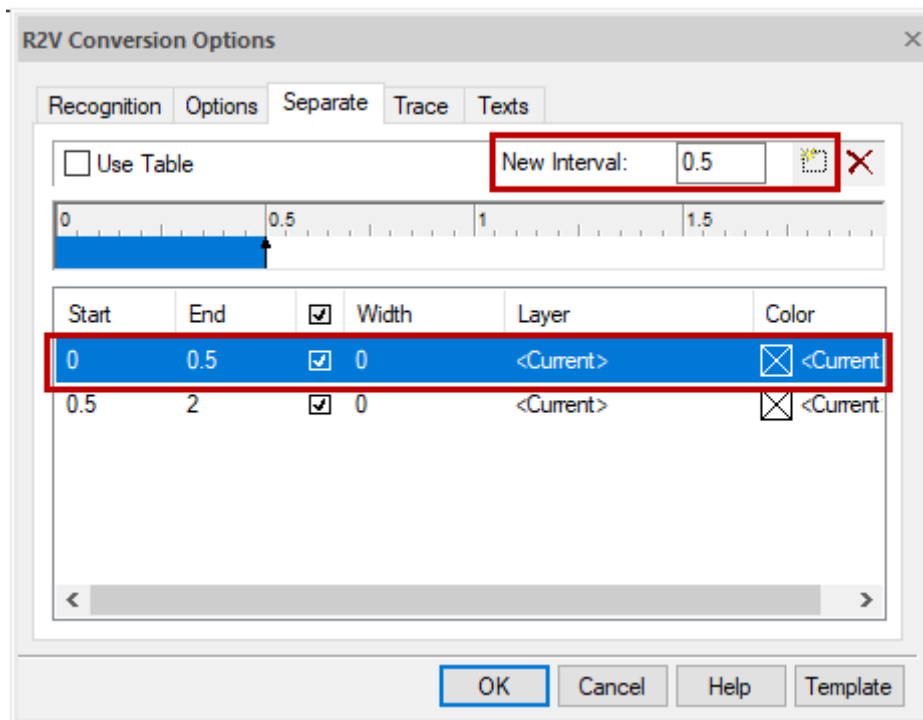 R2V Conversion Options
Recognition Options Separate Trace Texts
Use Table New Interval: 0.5
0 0.5 1 1.5
Start End Width Layer Color
0 0.5 0 <Current> <Current
0.5 2 0 <Current> <Current
OK Cancel Help Template